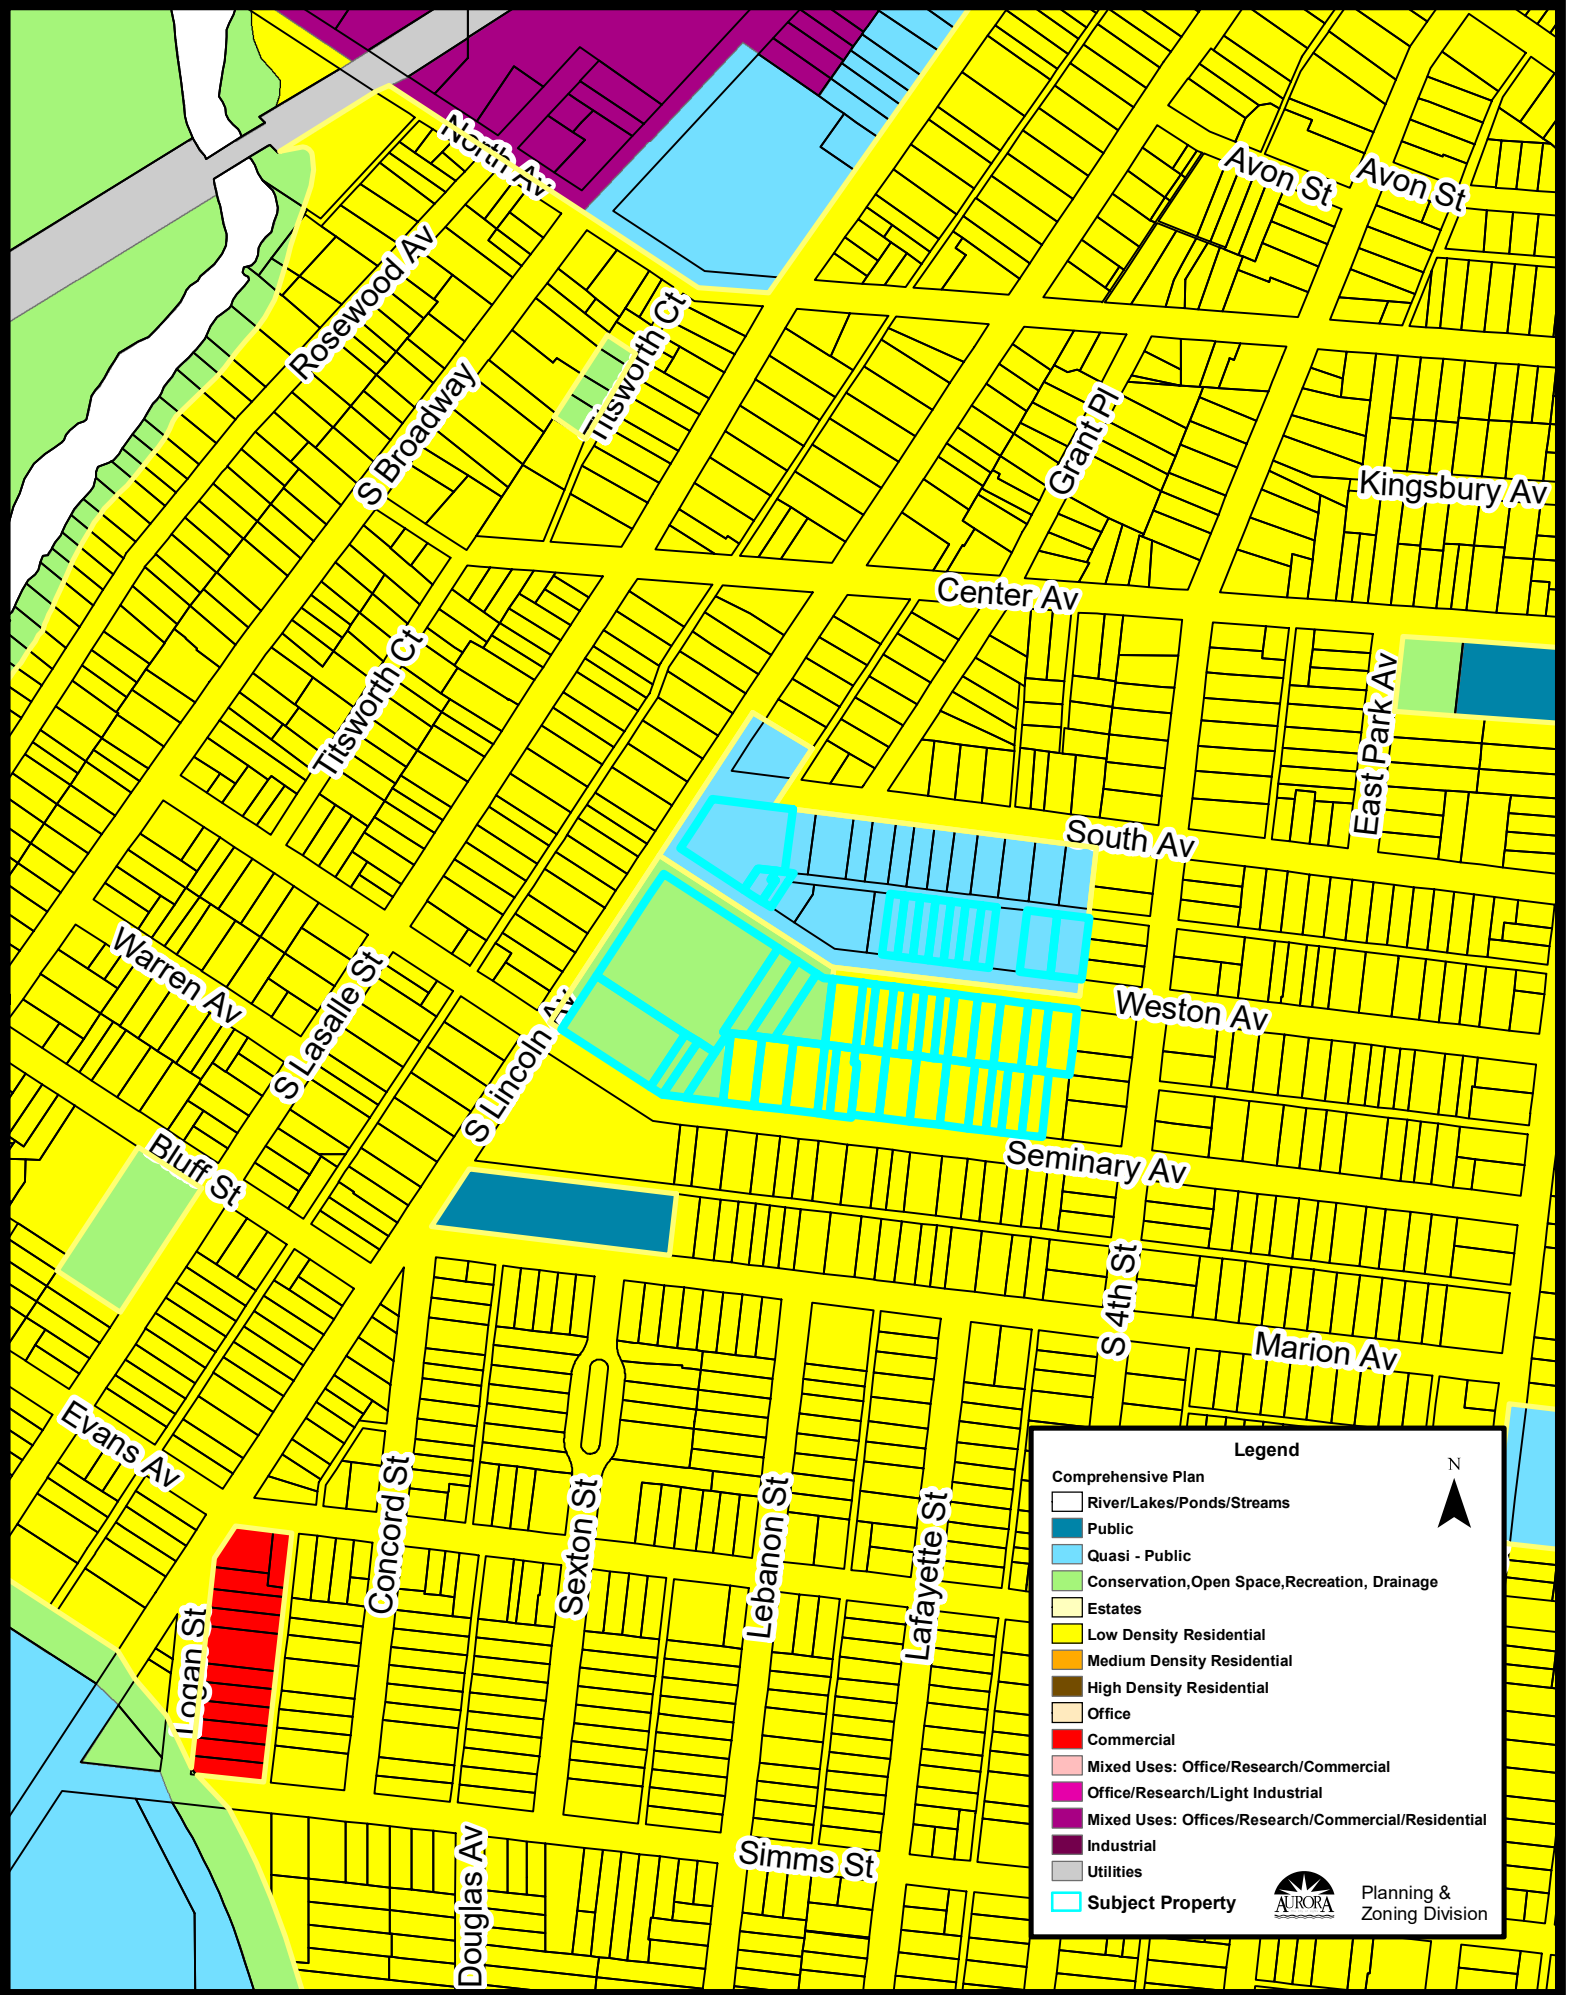 North Av
Avon St
Avon St
Rosewood Av
Titsworth Ct
S Broadway
Grant Pl
Kingsbury Av
Center Av
Titsworth Ct
East Park Av
South Av
Warren Av
S Lasalle St
S Lincoln Av
Weston Av
Bluff St
Seminary Av
S 4th St
Marion Av
Evans Av
Concord St
Sexton St
Lebanon St
Lafayette St
Logan St
Simms St
Douglas Av
Legend
N
Comprehensive Plan
River/Lakes/Ponds/Streams
Public
Quasi - Public
Conservation,Open Space,Recreation, Drainage
Estates
Low Density Residential
Medium Density Residential
High Density Residential
Office
Commercial
Mixed Uses: Office/Research/Commercial
Office/Research/Light Industrial
Mixed Uses: Offices/Research/Commercial/Residential
Industrial
Utilities
Subject Property
AURORA
Planning &
Zoning Division